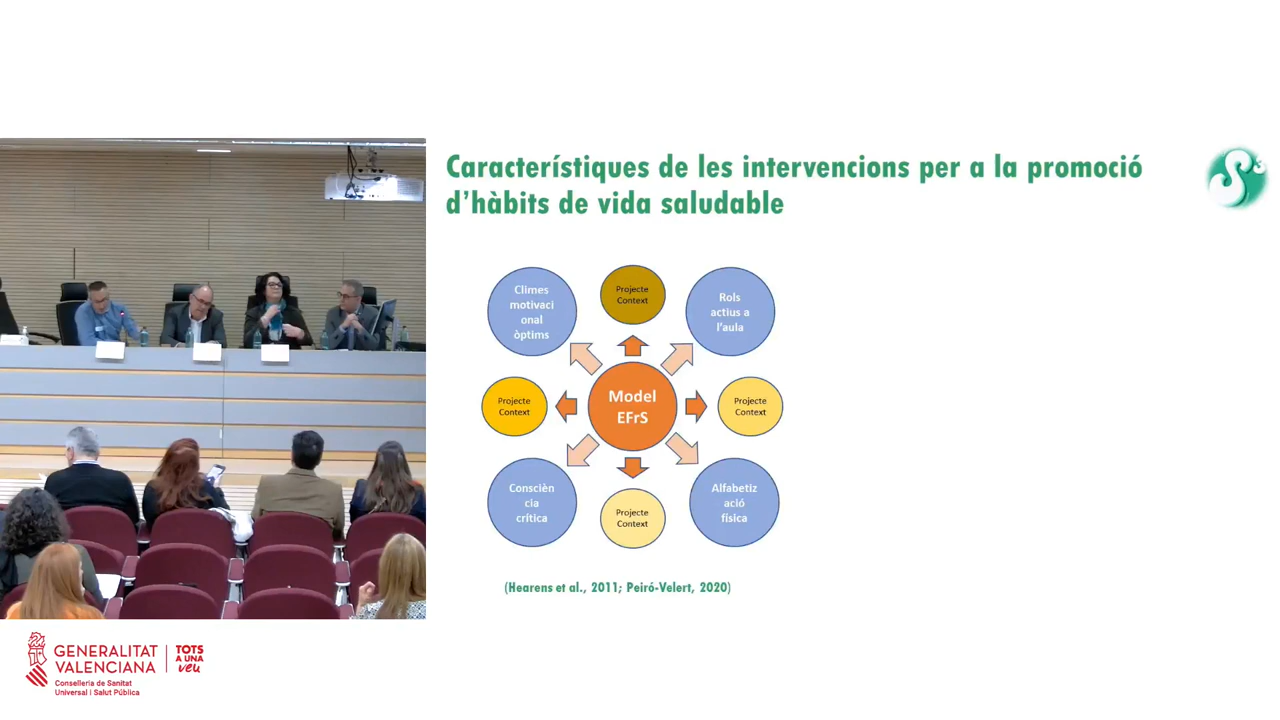 Característiques de les intervencions per a la promoció
d'hàbits de vida saludable
S3
Climes
motivaci
onal
òptims
Projecte
Context
Rols
actius a
l'aula
Projecte
Context
Model
EFrS
Projecte
Context
Conscièn
cia
crítica
Projecte
Context
Alfabetiz
ació
física
(Hearens et al., 2011; Peiró-Velert, 2020)
GENERALITAT
VALENCIANA
Conselleria de Sanitat
Universal i Salut Pública
TOTS
A UNA
veu